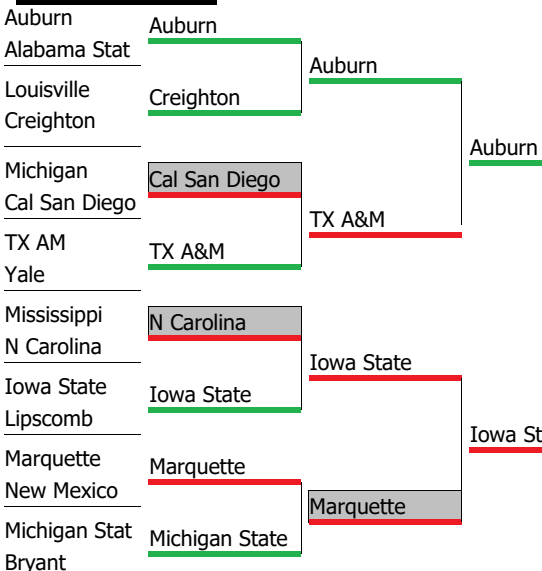 Auburn
Alabama Stat
Louisville
Creighton
Michigan
Cal San Diego
TX AM
Yale
Mississippi
N Carolina
Iowa State
Lipscomb
Marquette
New Mexico
Michigan Stat
Bryant
Auburn
Creighton
Cal San Diego
TX A&M
N Carolina
Iowa State
Marquette
Michigan State
Auburn
TX A&M
Iowa State
Marquette
Auburn
Iowa St